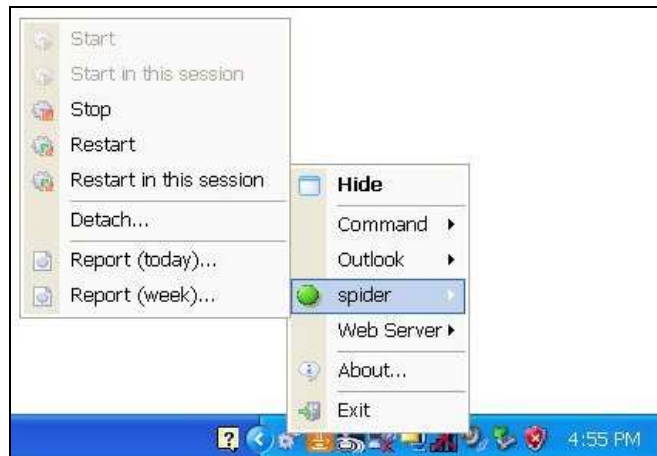 Start
Start in this session
Stop
Restart
Restart in this session
Detach...
Report (today)...
Report (week)...
Hide
Command
Outlook
spider
Web Server
About...
Exit
?
4:55 PM